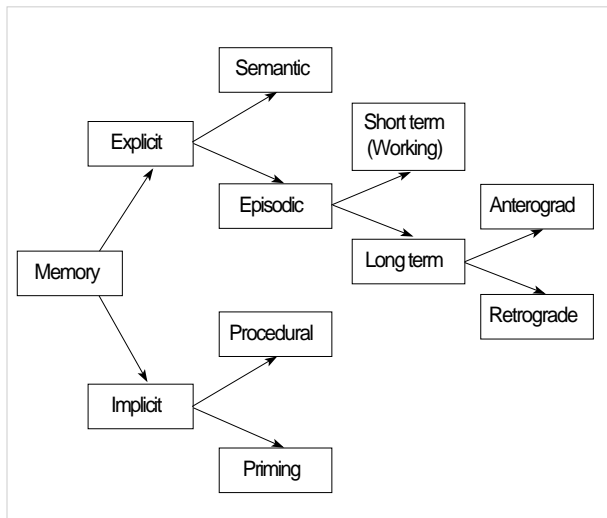 Semantic
Explicit
Short term
(Working)
Episodic
Anterograd
Long term
Memory
Retrograde
Procedural
Implicit
Priming